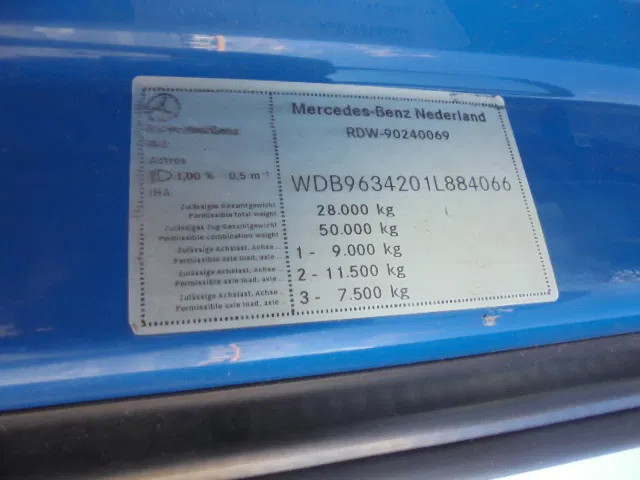 Mercedes-Benz Nederland
RDW-90240069
Actros
1,00 % 0,5 m⁻¹
WDB9634201L884066
Zulässiges Gesamtgewicht
Permissible total weight
28.000 kg
Zulässiges Zug-Gesamtgewicht
Permissible combination weight
50.000 kg
Zulässige Achslast, Achse...
Permissible axle load, axle...
1 - 9.000 kg
Zulässige Achslast, Achse...
Permissible axle load, axle...
2 - 11.500 kg
Zulässige Achslast, Achse...
Permissible axle load, axle...
3 - 7.500 kg